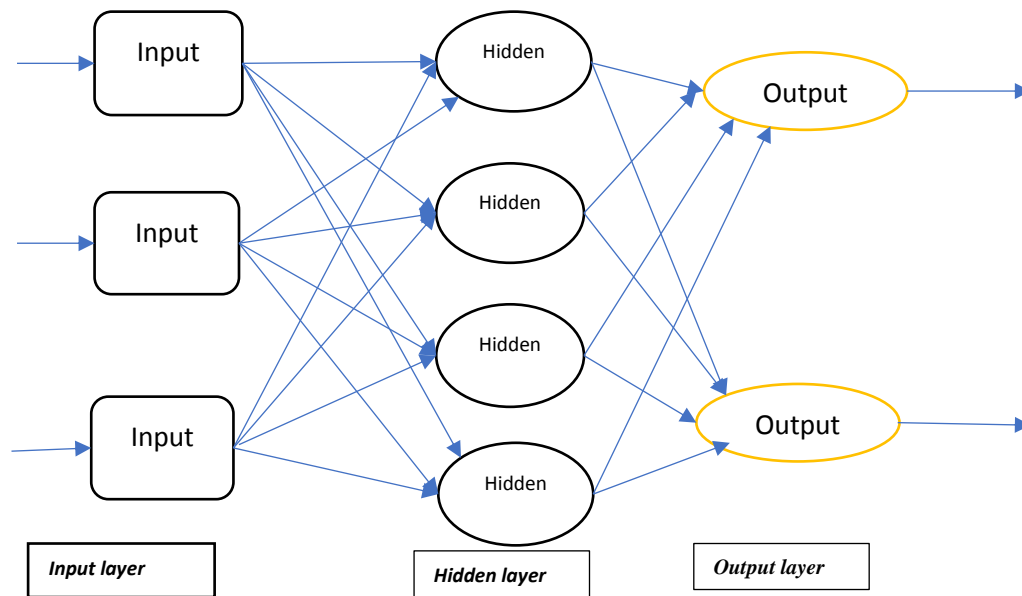 Input
Input
Input
Hidden
Hidden
Hidden
Hidden
Output
Output
Input layer
Hidden layer
Output layer